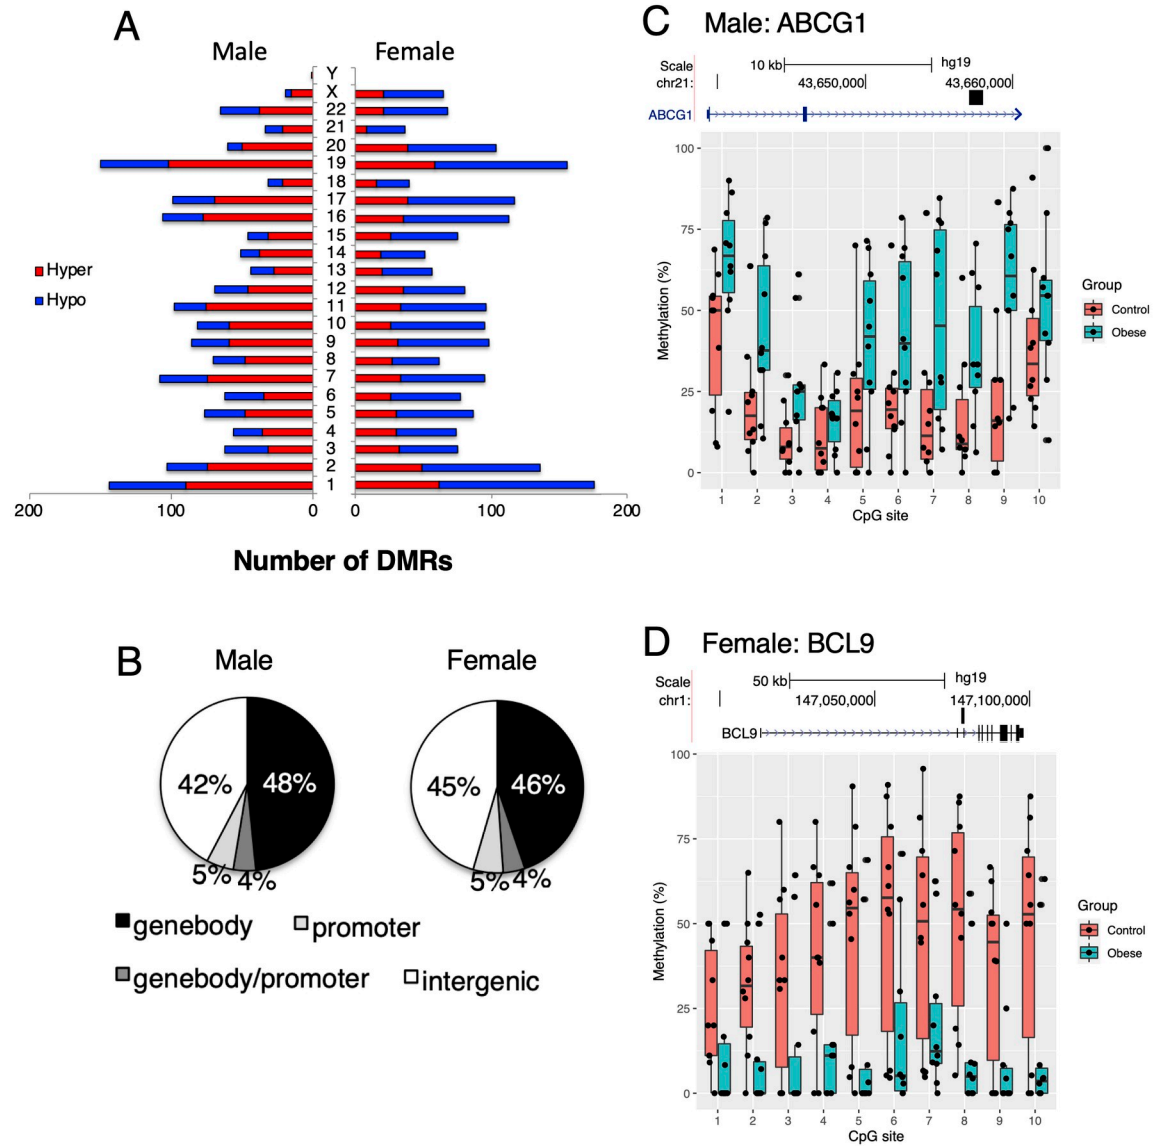 A
Male
Female
Y
X
22
21
20
19
18
17
16
15
14
13
12
11
10
9
8
7
6
5
4
3
2
1
Hyper
Hypo
200
100
0
0
100
200
Number of DMRs
B
Male
Female
42%
48%
5%
4%
45%
46%
5%
4%
genebody
promoter
genebody/promoter
intergenic
C
Male: ABCG1
Scale
10 kb
hg19
chr21:
43,650,000
43,660,000
ABCG1
100
75
50
25
0
Methylation (%)
1 2 3 4 5 6 7 8 9 10
CpG site
Group
Control
Obese
D
Female: BCL9
Scale
50 kb
hg19
chr1:
147,050,000
147,100,000
BCL9
100
75
50
25
0
Methylation (%)
1 2 3 4 5 6 7 8 9 10
CpG site
Group
Control
Obese